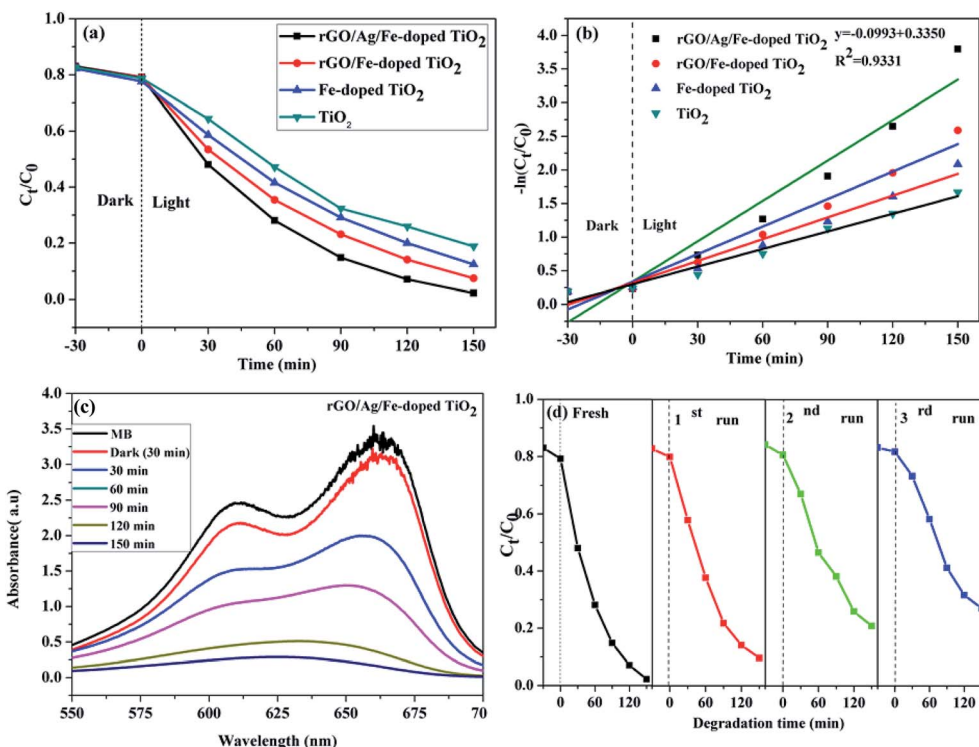 (a)
rGO/Ag/Fe-doped TiO2
rGO/Fe-doped TiO2
Fe-doped TiO2
TiO2
Dark
Light
Ct/C0
1.0
0.8
0.6
0.4
0.2
0.0
-30 0 30 60 90 120 150
Time (min)
(b)
rGO/Ag/Fe-doped TiO2 y=-0.0993+0.3350
rGO/Fe-doped TiO2 R2=0.9331
Fe-doped TiO2
TiO2
Dark
Light
-ln(Ct/C0)
4.0
3.5
3.0
2.5
2.0
1.5
1.0
0.5
0.0
-30 0 30 60 90 120 150
Time (min)
(c)
rGO/Ag/Fe-doped TiO2
MB
Dark (30 min)
30 min
60 min
90 min
120 min
150 min
Absorbance( a.u)
4.0
3.5
3.0
2.5
2.0
1.5
1.0
0.5
0.0
550 575 600 625 650 675 70
Wavelength (nm)
(d) Fresh
1 st run
2 nd run
3 rd run
Ct/C0
1.0
0.8
0.6
0.4
0.2
0.0
0 60 120 0 60 120 0 60 120 0 60 120
Degradation time (min)